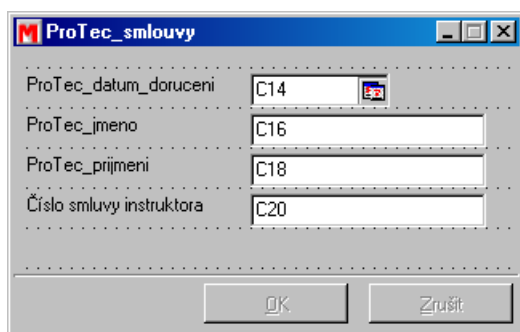 ProTec_smlouvy
ProTec_datum_doruceni C14
ProTec_jmeno C16
ProTec_prijmeni C18
Číslo smluvy instruktora C20
OK Zrušit